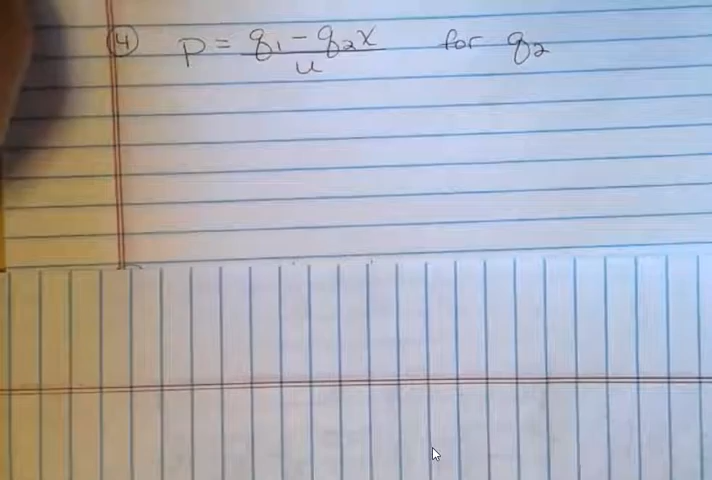 ④ p = (q₁ - q₂x)/u for q₂